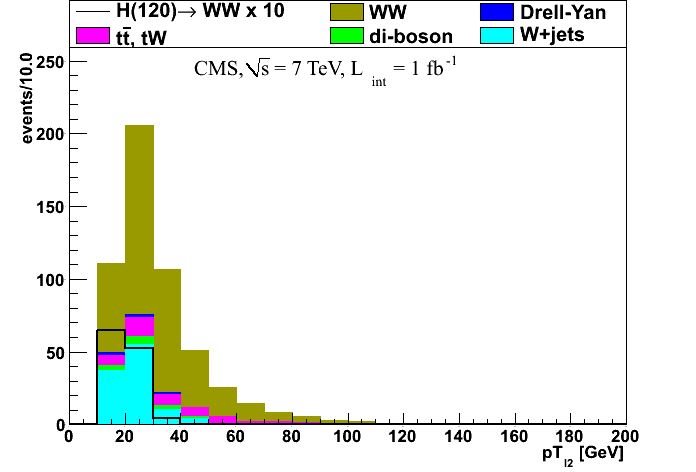 H(120)→ WW x 10 WW Drell-Yan
tt̅, tW di-boson W+jets
CMS, √s = 7 TeV, L int = 1 fb-1
events/10.0
250
200
150
100
50
0
0 20 40 60 80 100 120 140 160 180 200
pT l2 [GeV]